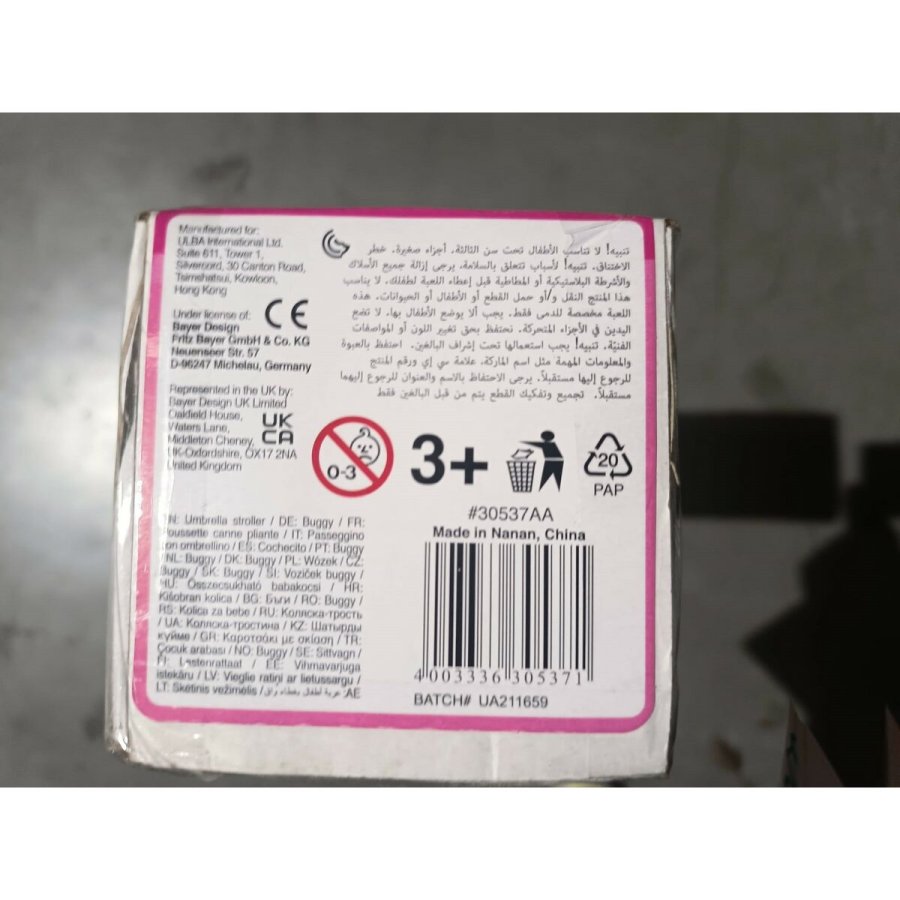 Manufactured for:
ULBA International Ltd.
Suite 611, Tower 1,
Silvercord, 30 Canton Road,
Tsimshatsui, Kowloon,
Hong Kong
Under license of:
CE
Bayer Design
Fritz Bayer GmbH & Co. KG
Neuenseer Str. 57
D-96247 Michelau, Germany
Represented in the UK by:
Bayer Design UK Limited
Oakfield House,
Waters Lane,
Middleton Cheney,
UK-Oxfordshire, OX17 2NA
United Kingdom
UK
CA
تنبيه! لا تناسب الأطفال تحت سن الثالثة. أجزاء صغيرة. خطر
الاختناق. تنبيه! لأسباب تتعلق بالسلامة، يرجى إزالة جميع الأسلاك
والأشرطة البلاستيكية أو المطاطية قبل إعطاء اللعبة لطفلك. لا يناسب
هذا المنتج النقل و/أو حمل القطع أو الأطفال أو الحيوانات. هذه
اللعبة مخصصة للدمى فقط. يجب ألا يوضع الأطفال بها. لا تضع
اليدين في الأجزاء المتحركة. نحتفظ بحق تغيير اللون أو المواصفات
الفنيّة. تنبيه! يجب استعمالها تحت إشراف البالغين. احتفظ بالعبوة
والمعلومات المهمة مثل اسم الماركة، علامة سي إي ورقم المنتج
للرجوع إليها مستقبلاً. يرجى الاحتفاظ بالاسم والعنوان للرجوع إليهما
مستقبلاً. تجميع وتفكيك القطع يتم من قبل البالغين فقط
0-3
3+
20
PAP
#30537AA
Made in Nanan, China
4 003336 305371
BATCH# UA211659
EN: Umbrella stroller / DE: Buggy / FR:
Poussette canne pliante / IT: Passeggino
con ombrellino / ES: Cochecito / PT: Buggy
/ NL: Buggy / DK: Buggy / PL: Wózek / CZ:
Buggy / SK: Buggy / SI: Voziček buggy /
HU: Összecsukható babakocsi / HR:
Kišobran kolica / BG: Бъги / RO: Buggy /
RS: Kolica za bebe / RU: Коляска-трость
/ UA: Коляска-тростина / KZ: Шатырды
күйме / GR: Καροτσάκι με σκίαση / TR:
Çocuk arabası / NO: Buggy / SE: Sittvagn /
FI: Lastenrattaat / EE: Vihmavarjuga
istekäru / LV: Vieglie ratiņi ar lietussargu /
LT: Skėtinis vežimėlis / عربة أطفال بغطاء واق :AE